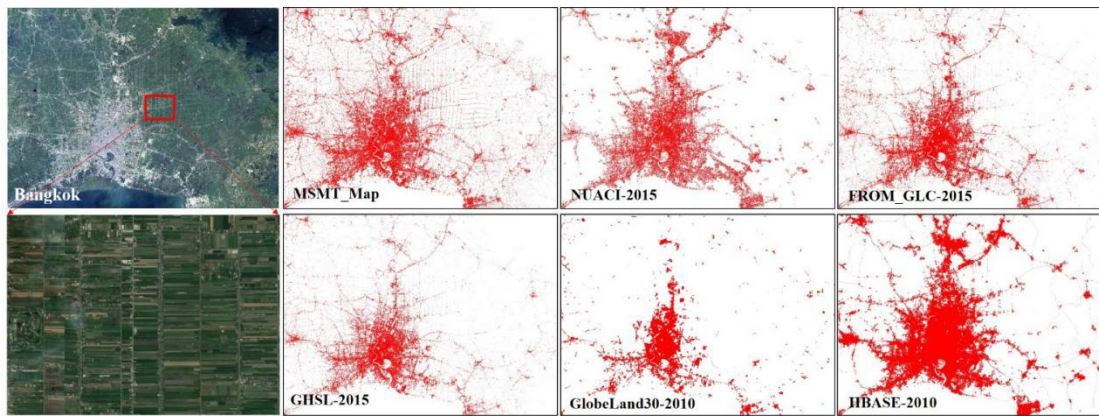 Bangkok
MSMT_Map
NUACI-2015
FROM_GLC-2015
GHSL-2015
GlobeLand30-2010
HBASE-2010